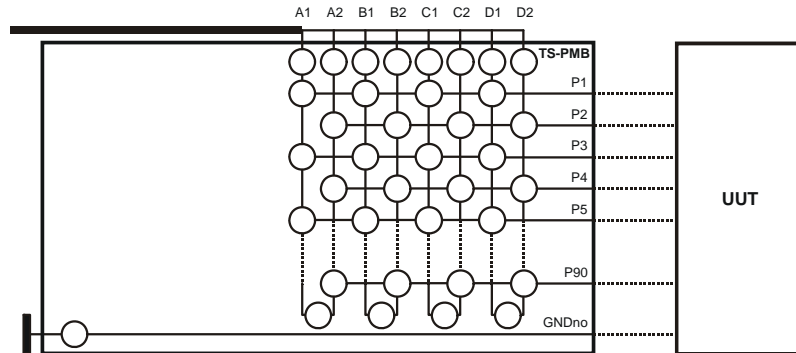 A1 A2 B1 B2 C1 C2 D1 D2
TS-PMB
P1
P2
P3
P4
UUT
P5
P90
GNDno